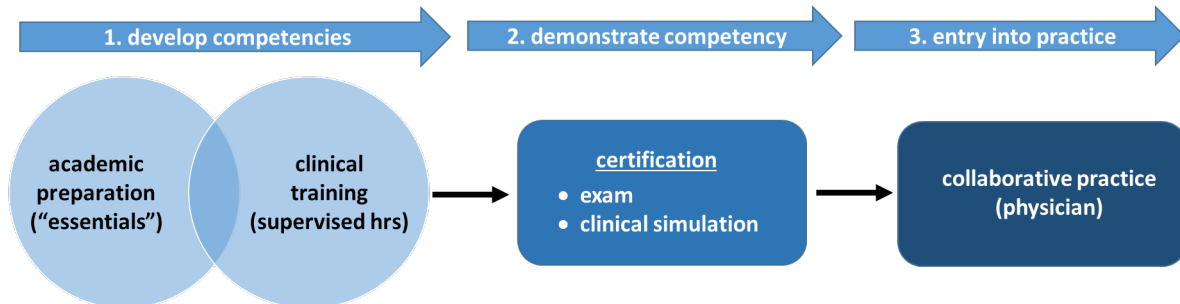 1. develop competencies
2. demonstrate competency
3. entry into practice
academic
preparation
(“essentials”)
clinical
training
(supervised hrs)
certification
• exam
• clinical simulation
collaborative practice
(physician)